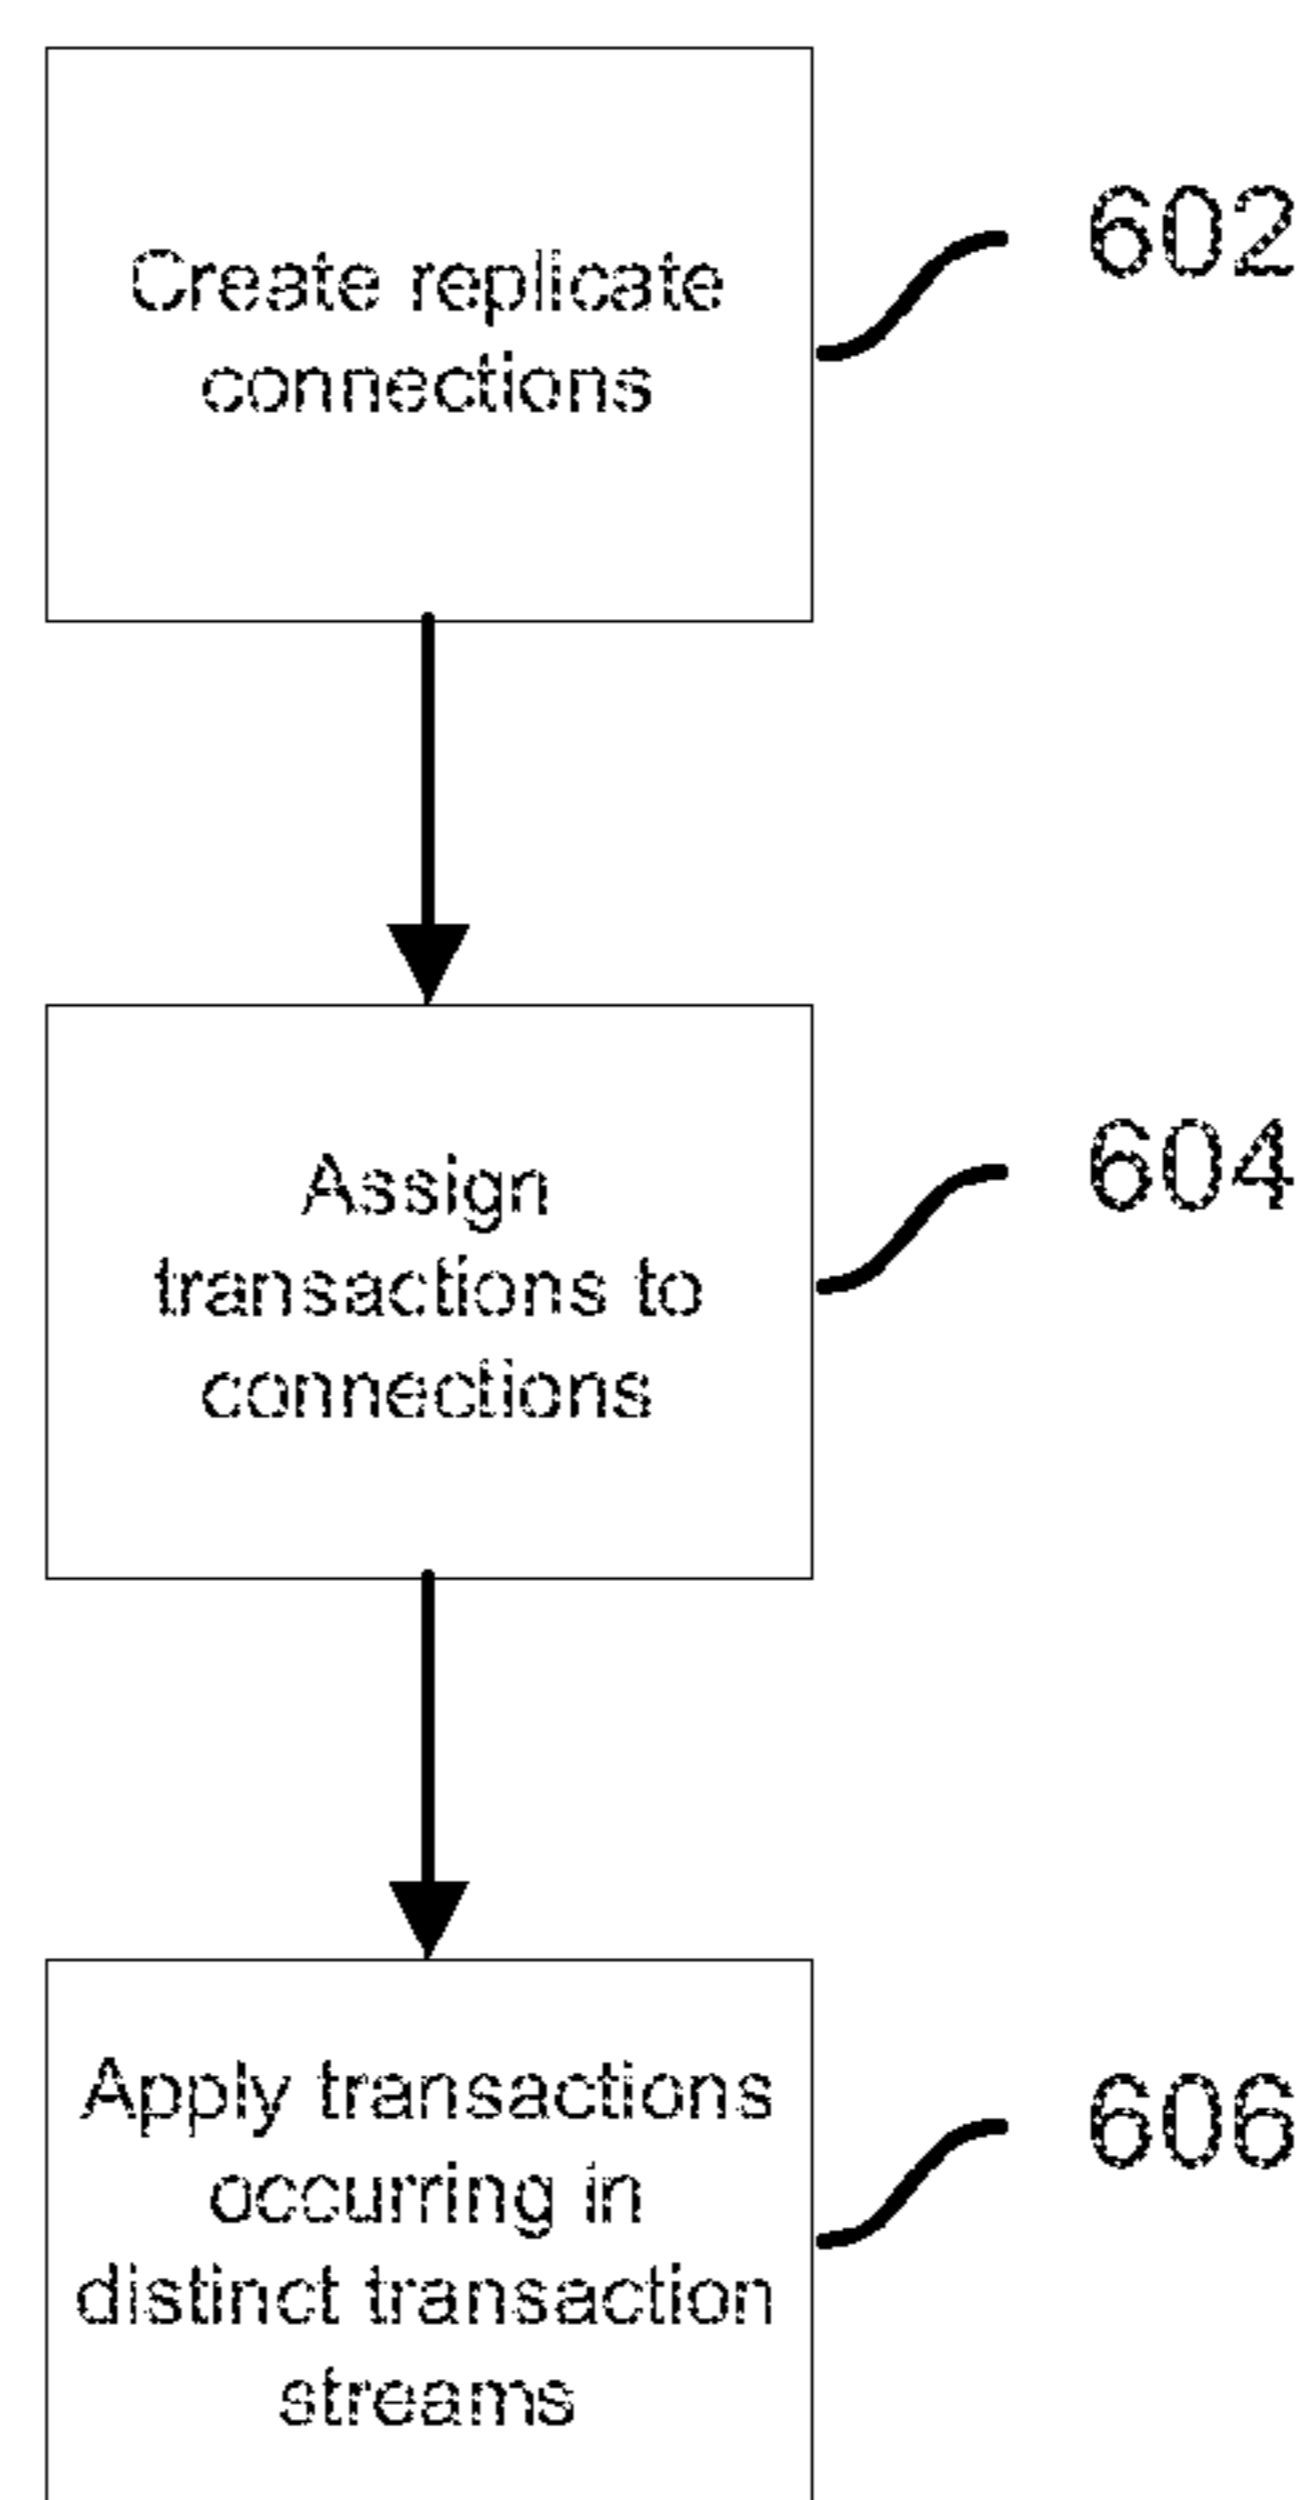 Create replicate
connections
602
Assign
transactions to
connections
604
Apply transactions
occurring in
distinct transaction
streams
606